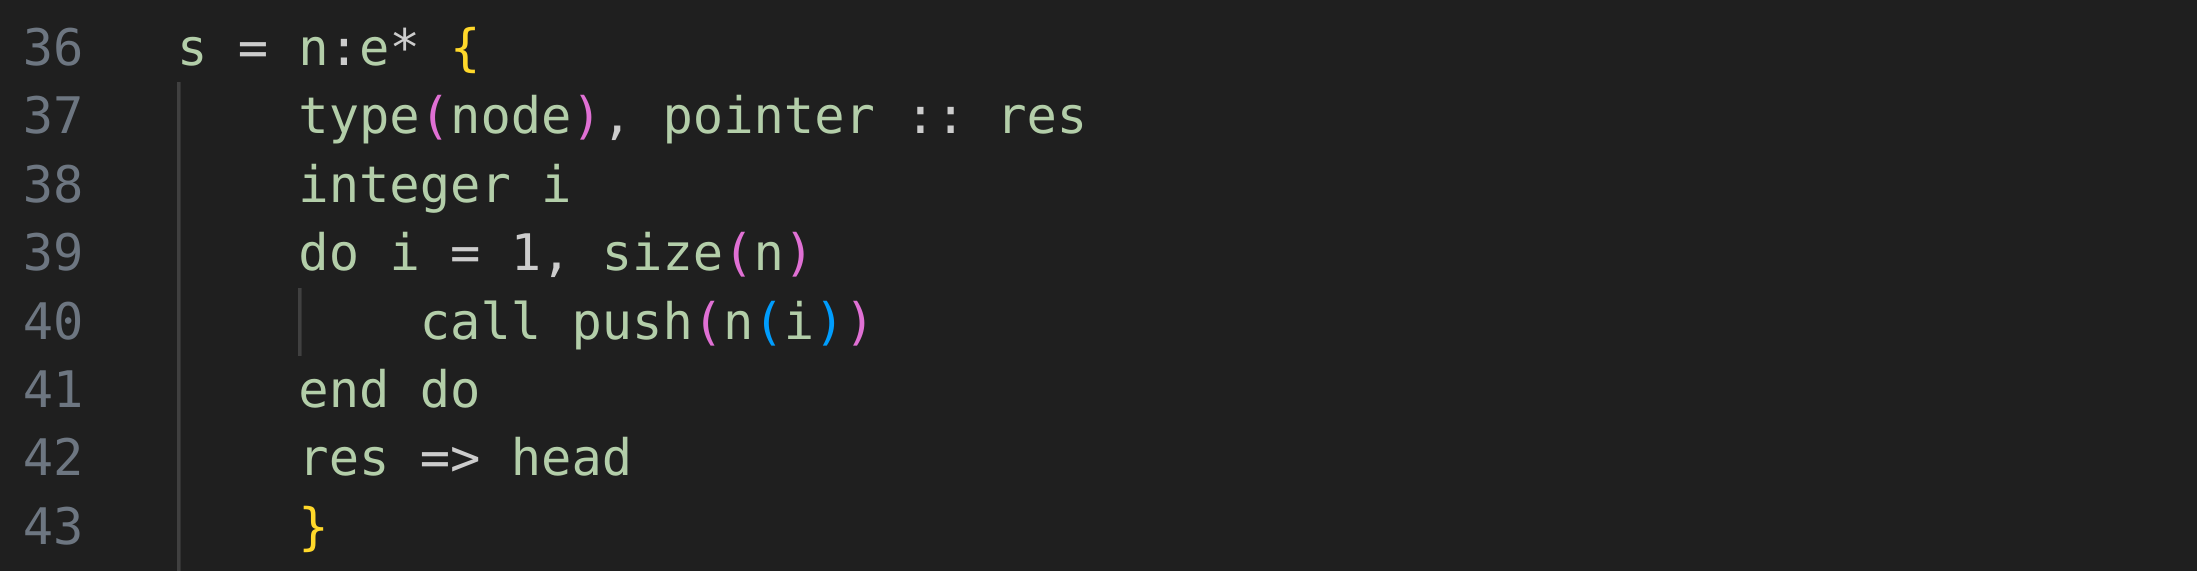 36 s = n:e* {
37 type(node), pointer :: res
38 integer i
39 do i = 1, size(n)
40 call push(n(i))
41 end do
42 res => head
43 }